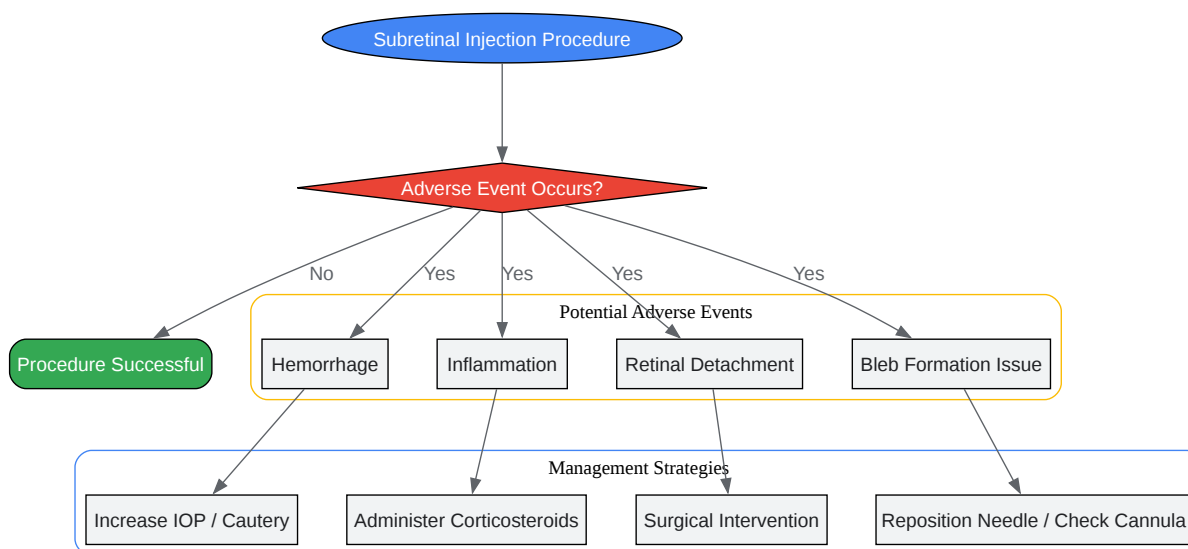 Subretinal Injection Procedure
Adverse Event Occurs?
No
Yes
Yes
Yes
Yes
Potential Adverse Events
Procedure Successful
Hemorrhage
Inflammation
Retinal Detachment
Bleb Formation Issue
Management Strategies
Increase IOP / Cautery
Administer Corticosteroids
Surgical Intervention
Reposition Needle / Check Cannula